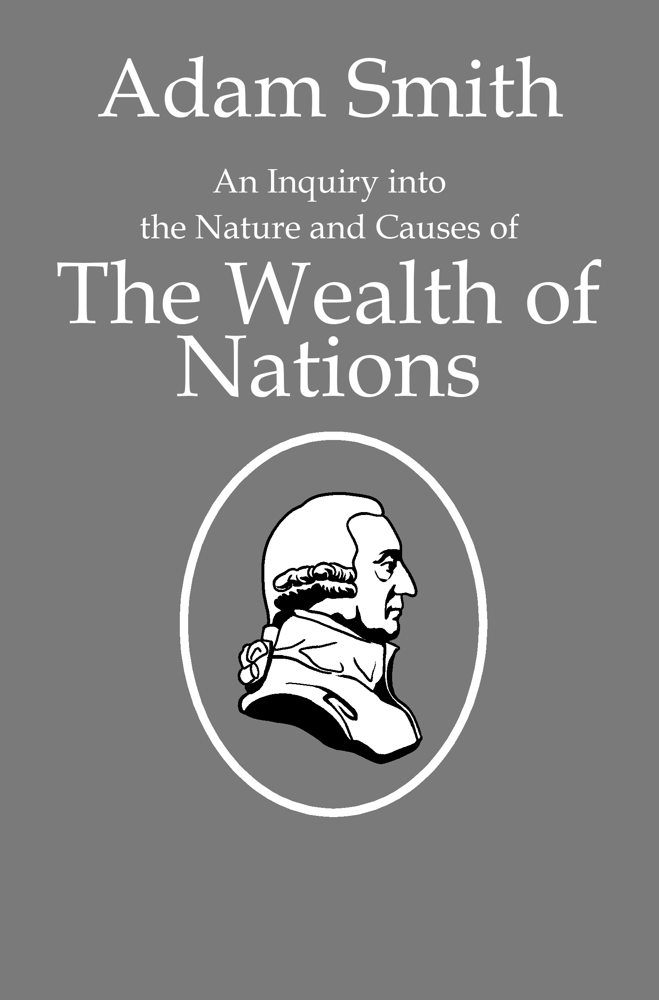 Adam Smith
An Inquiry into
the Nature and Causes of
The Wealth of
Nations